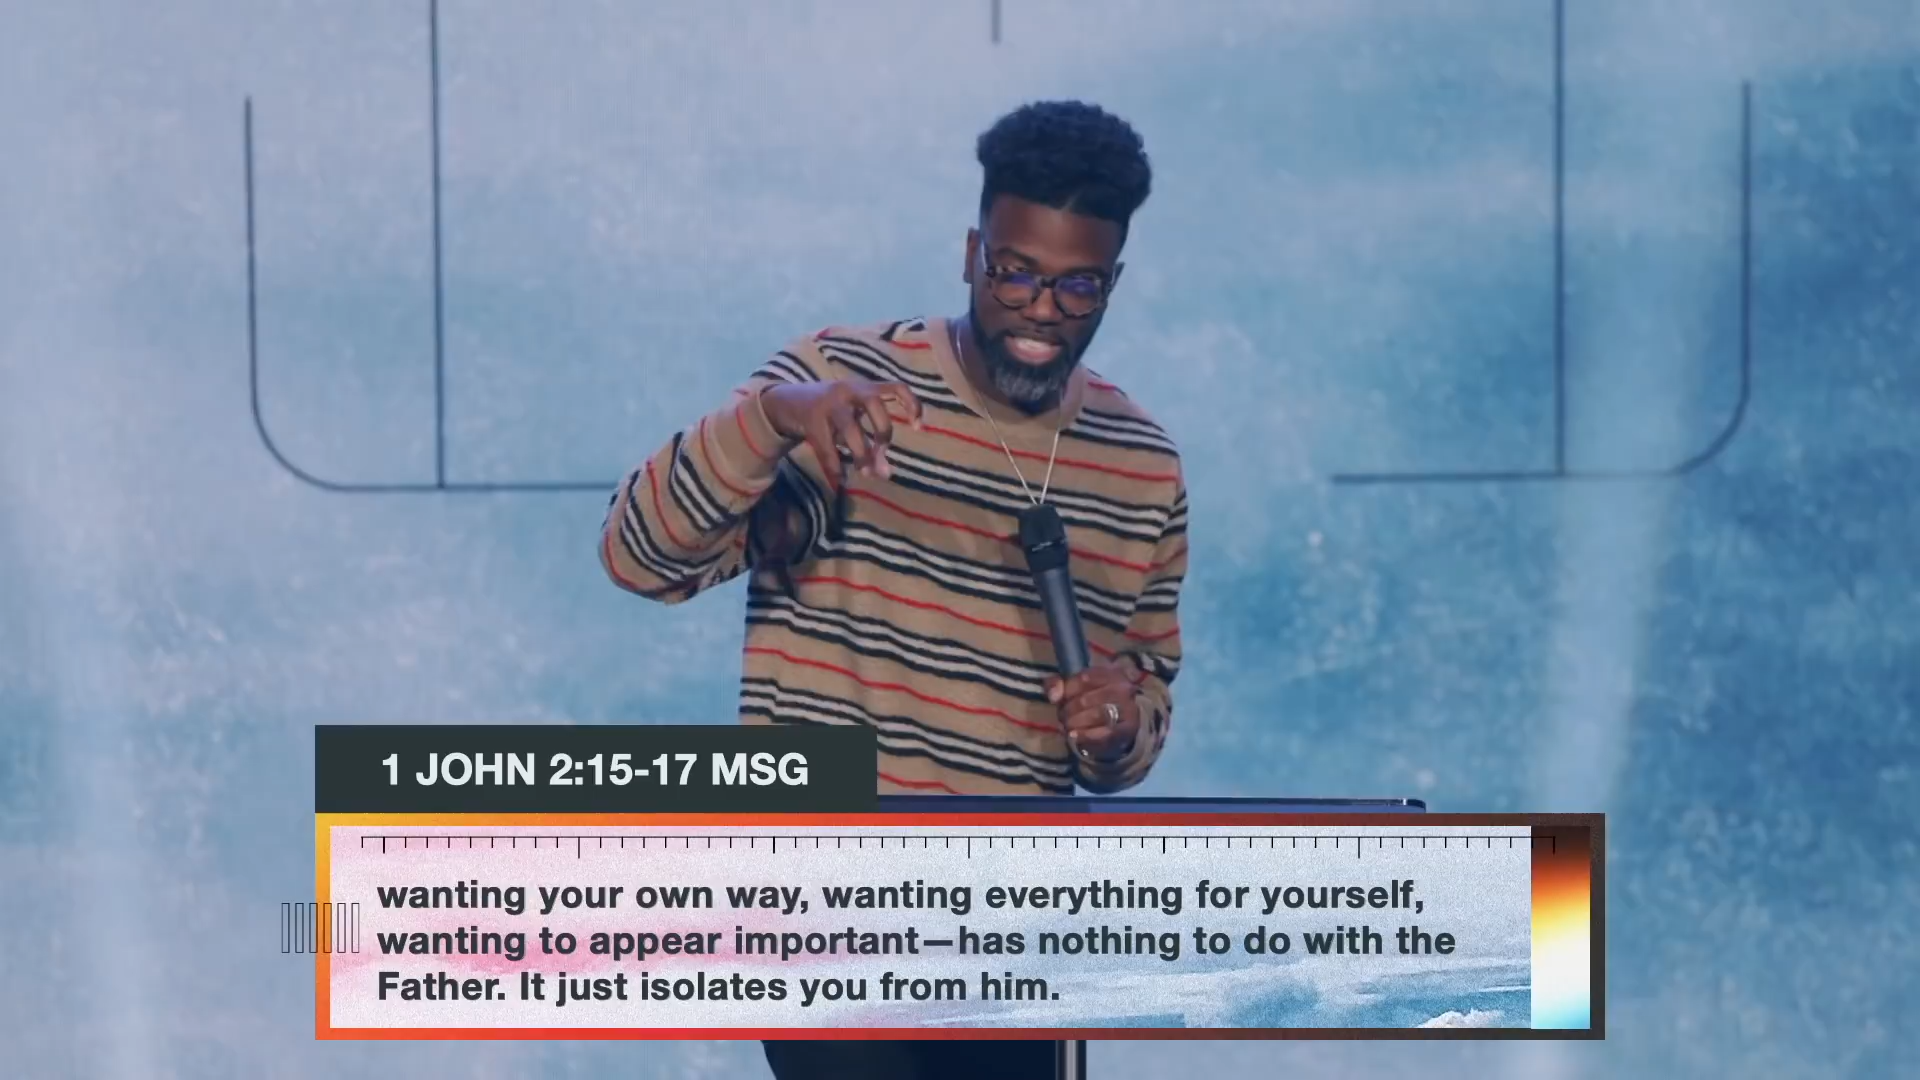 1 JOHN 2:15-17 MSG
wanting your own way, wanting everything for yourself,
wanting to appear important—has nothing to do with the
Father. It just isolates you from him.